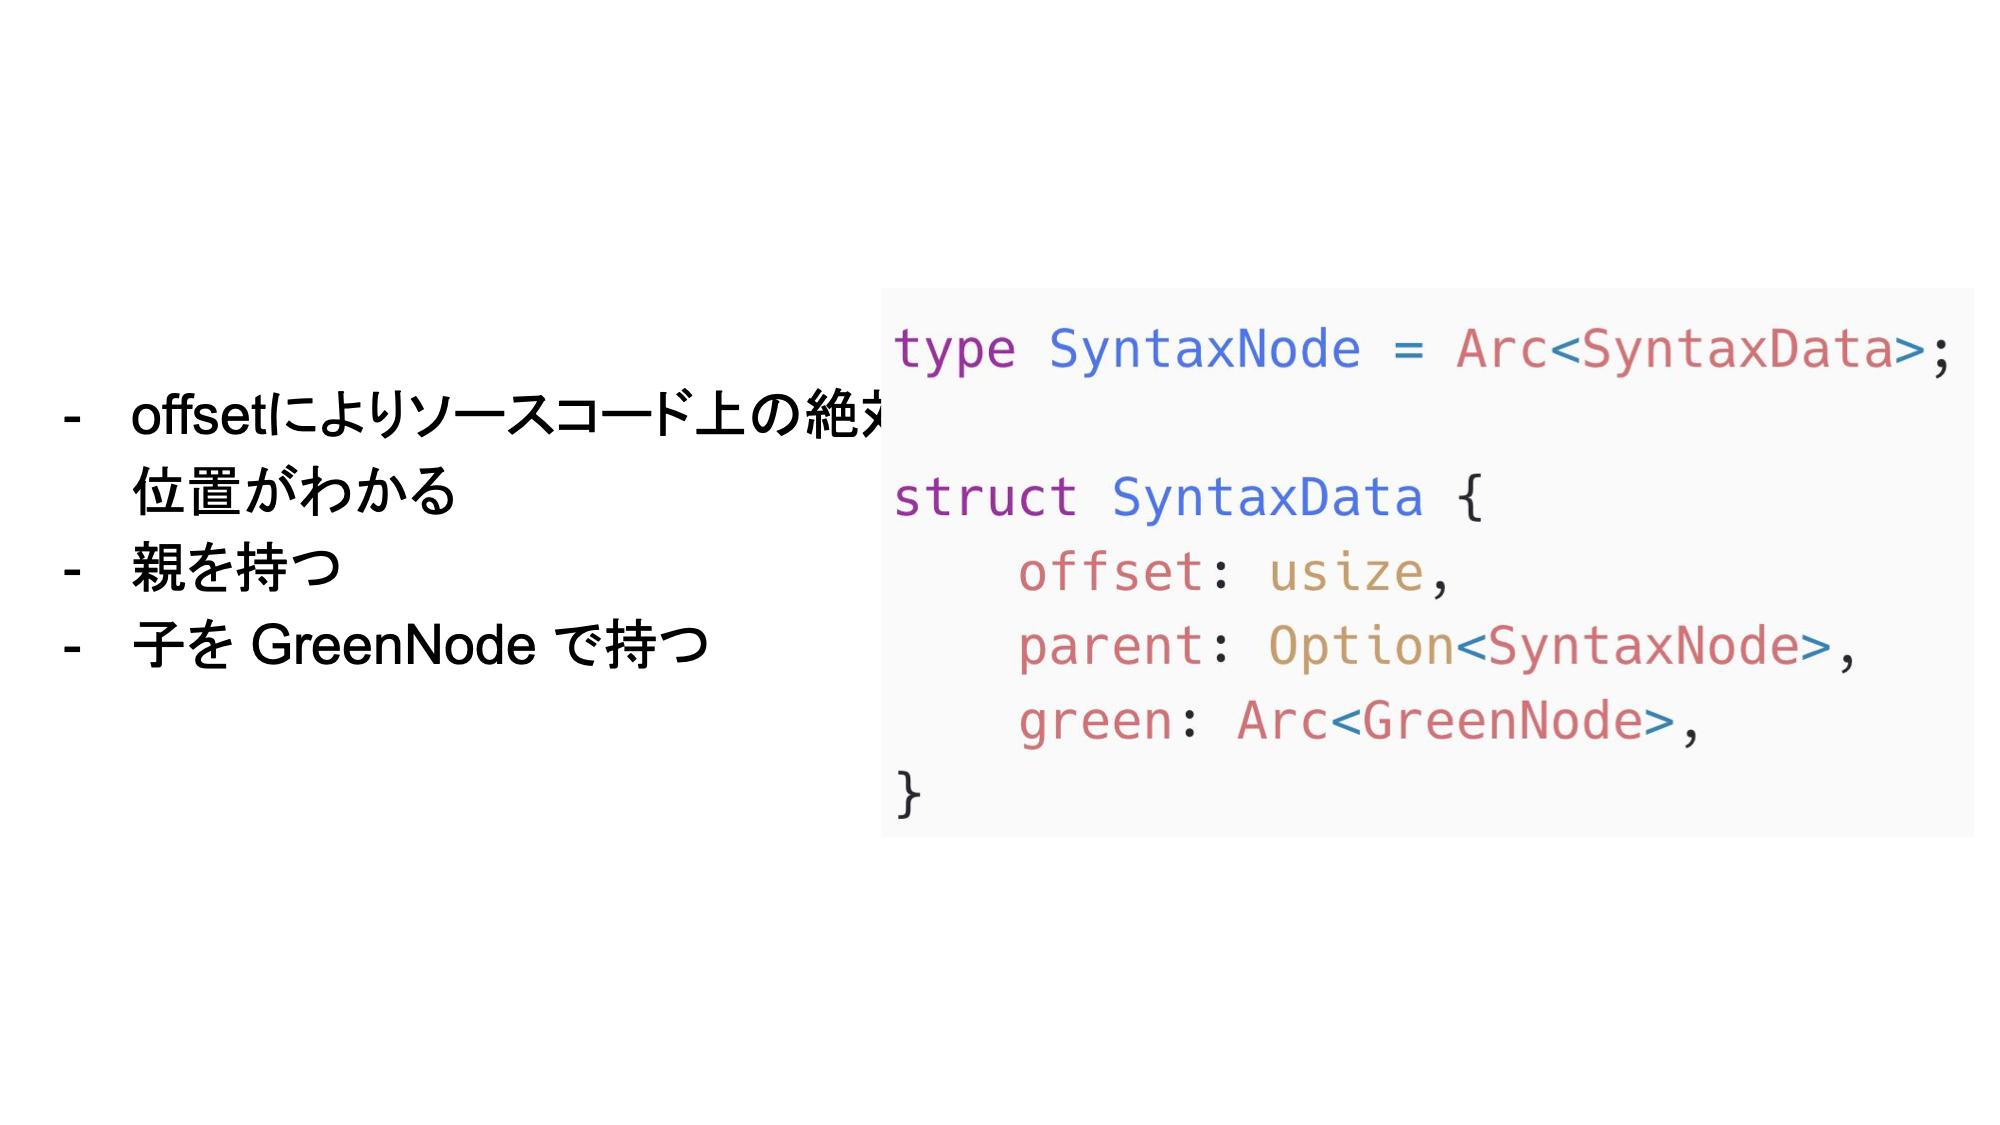 - offsetによりソースコード上の絶対
位置がわかる
- 親を持つ
- 子を GreenNode で持つ
type SyntaxNode = Arc<SyntaxData>;
struct SyntaxData {
    offset: usize,
    parent: Option<SyntaxNode>,
    green: Arc<GreenNode>,
}